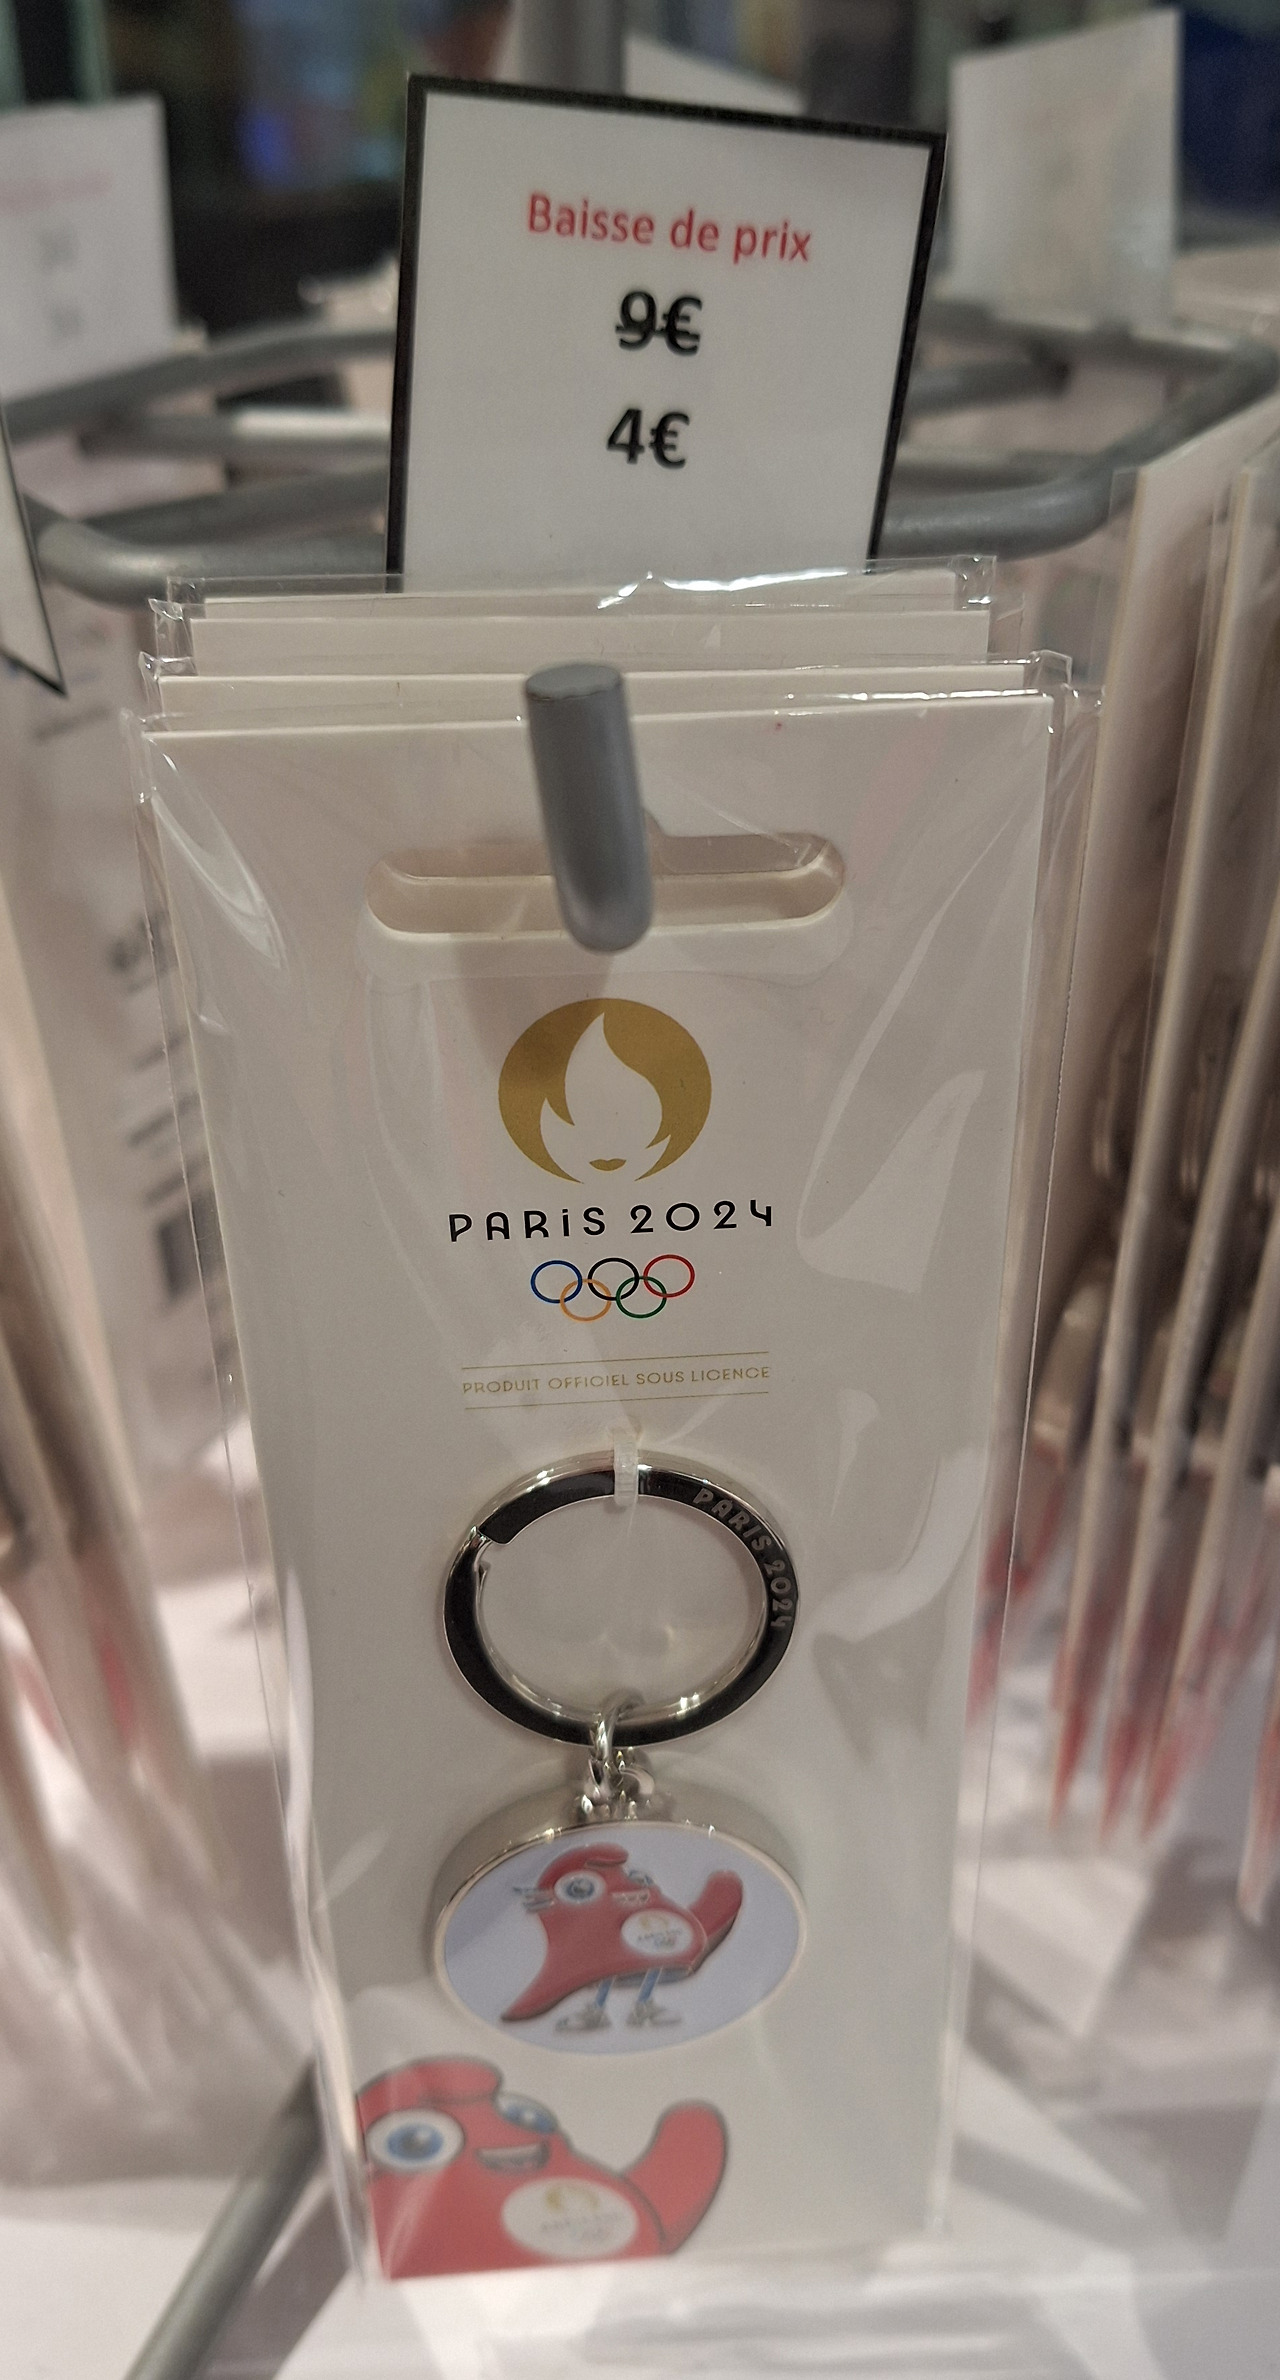 Baisse de prix
9€
4€
PARIS 2024
PRODUIT OFFICIEL SOUS LICENCE
PARIS 2024